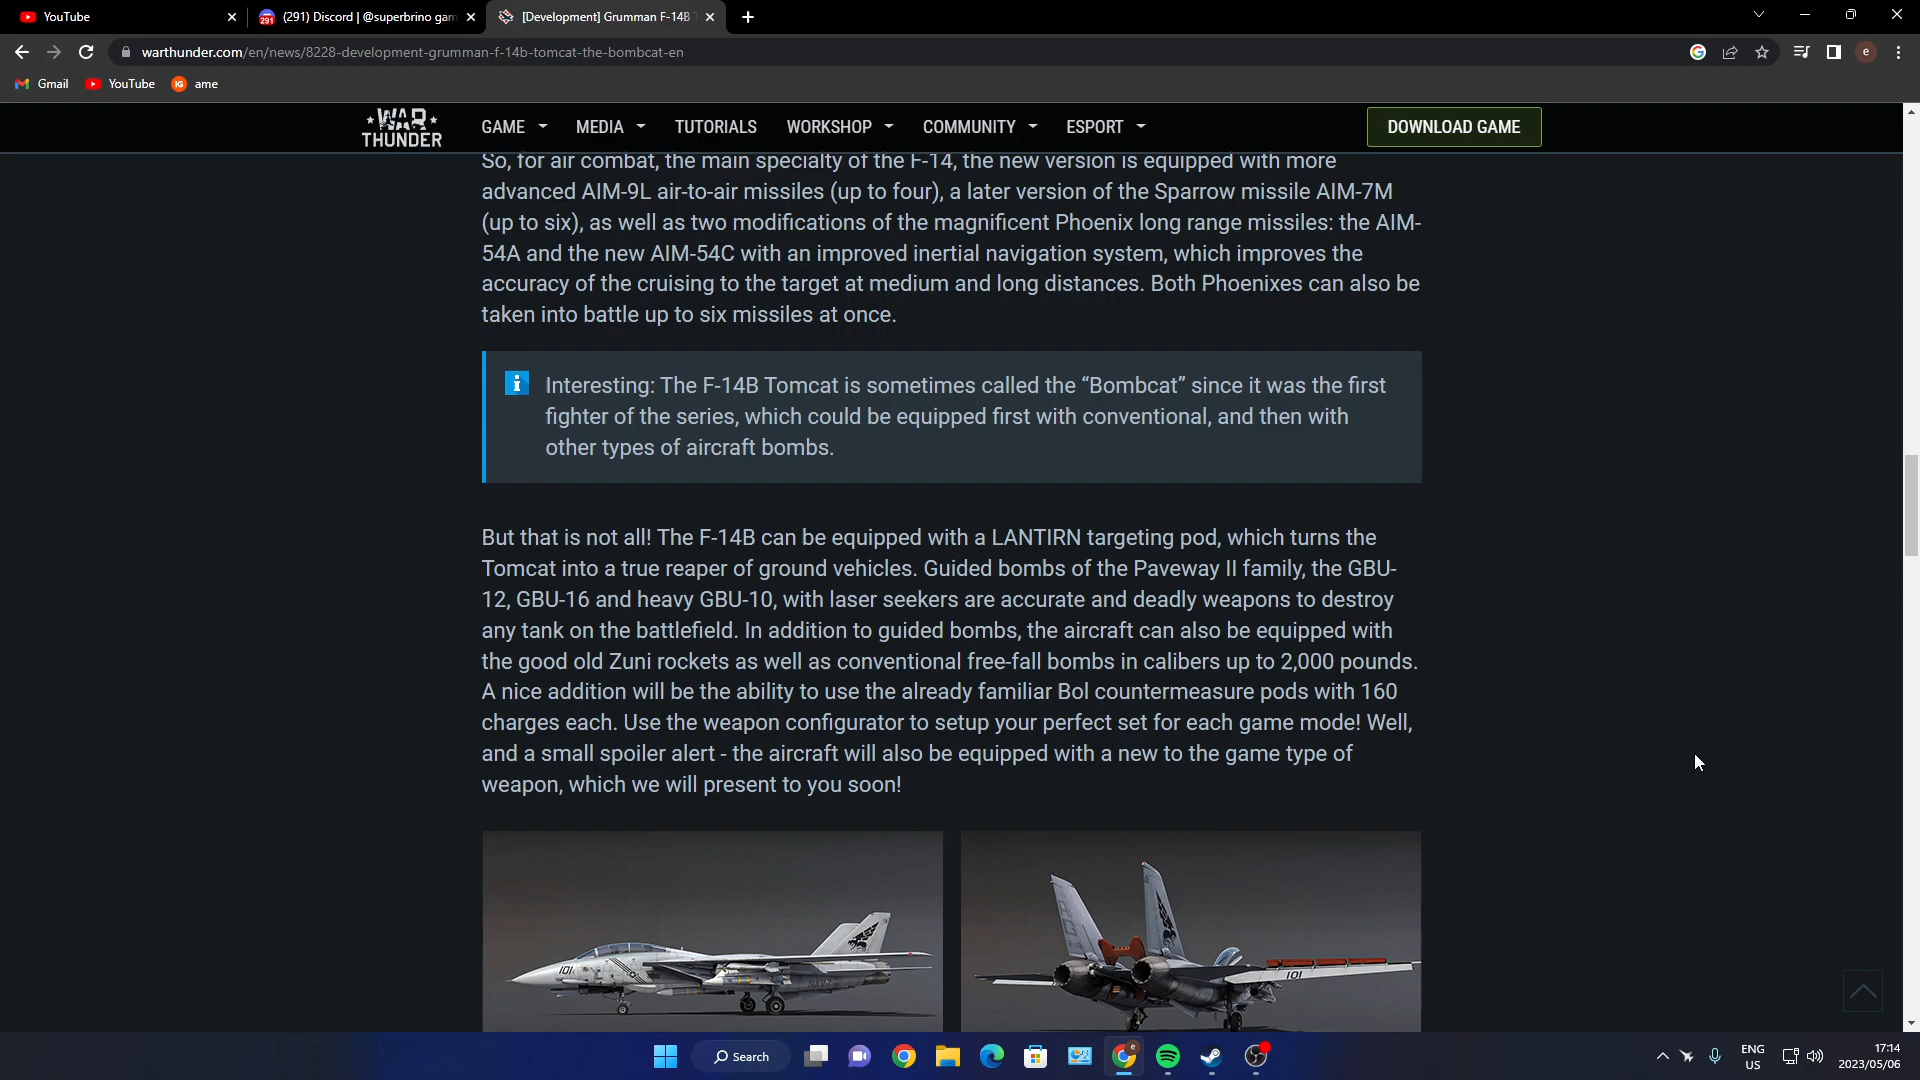 YouTube
(291) Discord | @superbrino gam
[Development] Grumman F-14B T
warthunder.com/en/news/8228-development-grumman-f-14b-tomcat-the-bombcat-en
Gmail
YouTube
IG ame
WAR THUNDER
GAME
MEDIA
TUTORIALS
WORKSHOP
COMMUNITY
ESPORT
DOWNLOAD GAME
So, for air combat, the main specialty of the F-14, the new version is equipped with more
advanced AIM-9L air-to-air missiles (up to four), a later version of the Sparrow missile AIM-7M
(up to six), as well as two modifications of the magnificent Phoenix long range missiles: the AIM-
54A and the new AIM-54C with an improved inertial navigation system, which improves the
accuracy of the cruising to the target at medium and long distances. Both Phoenixes can also be
taken into battle up to six missiles at once.
Interesting: The F-14B Tomcat is sometimes called the “Bombcat” since it was the first
fighter of the series, which could be equipped first with conventional, and then with
other types of aircraft bombs.
But that is not all! The F-14B can be equipped with a LANTIRN targeting pod, which turns the
Tomcat into a true reaper of ground vehicles. Guided bombs of the Paveway II family, the GBU-
12, GBU-16 and heavy GBU-10, with laser seekers are accurate and deadly weapons to destroy
any tank on the battlefield. In addition to guided bombs, the aircraft can also be equipped with
the good old Zuni rockets as well as conventional free-fall bombs in calibers up to 2,000 pounds.
A nice addition will be the ability to use the already familiar Bol countermeasure pods with 160
charges each. Use the weapon configurator to setup your perfect set for each game mode! Well,
and a small spoiler alert - the aircraft will also be equipped with a new to the game type of
weapon, which we will present to you soon!
101
101
Search
ENG
US
17:14
2023/05/06